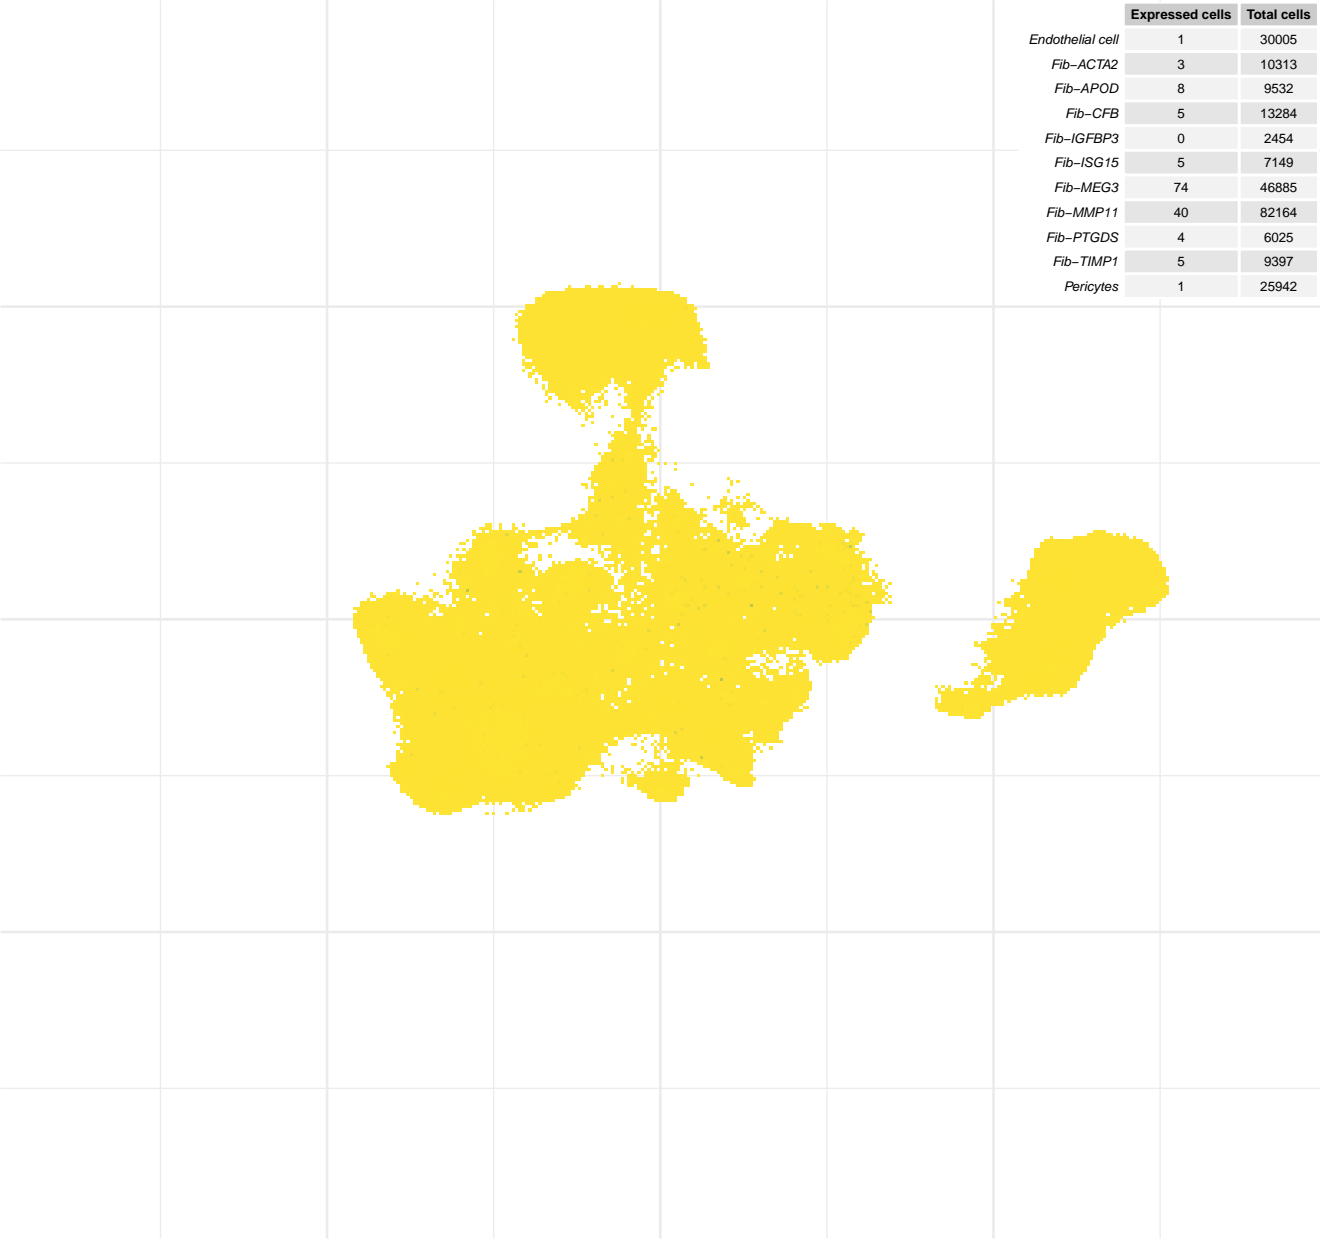 Expressed cells Total cells
Endothelial cell 1 30005
Fib−ACTA2 3 10313
Fib−APOD 8 9532
Fib−CFB 5 13284
Fib−IGFBP3 0 2454
Fib−ISG15 5 7149
Fib−MEG3 74 46885
Fib−MMP11 40 82164
Fib−PTGDS 4 6025
Fib−TIMP1 5 9397
Pericytes 1 25942